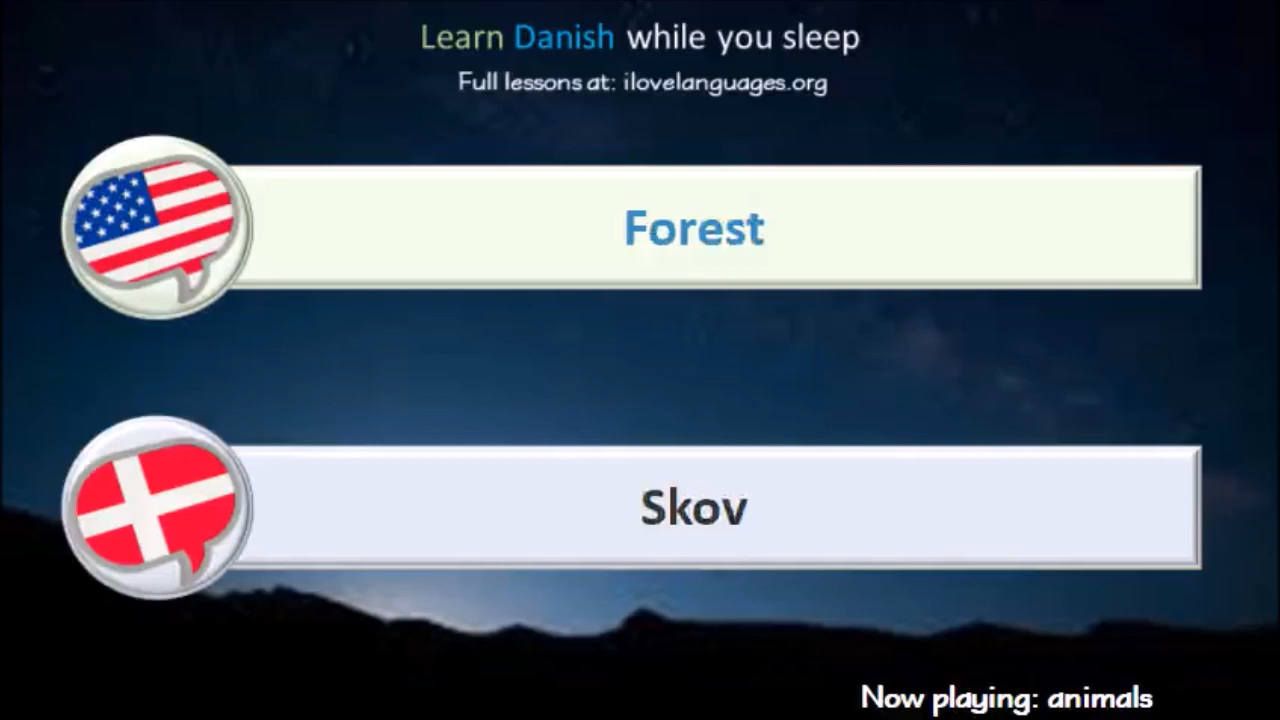 Learn Danish while you sleep
Full lessons at: ilovelanguages.org
Forest
Skov
Now playing: animals